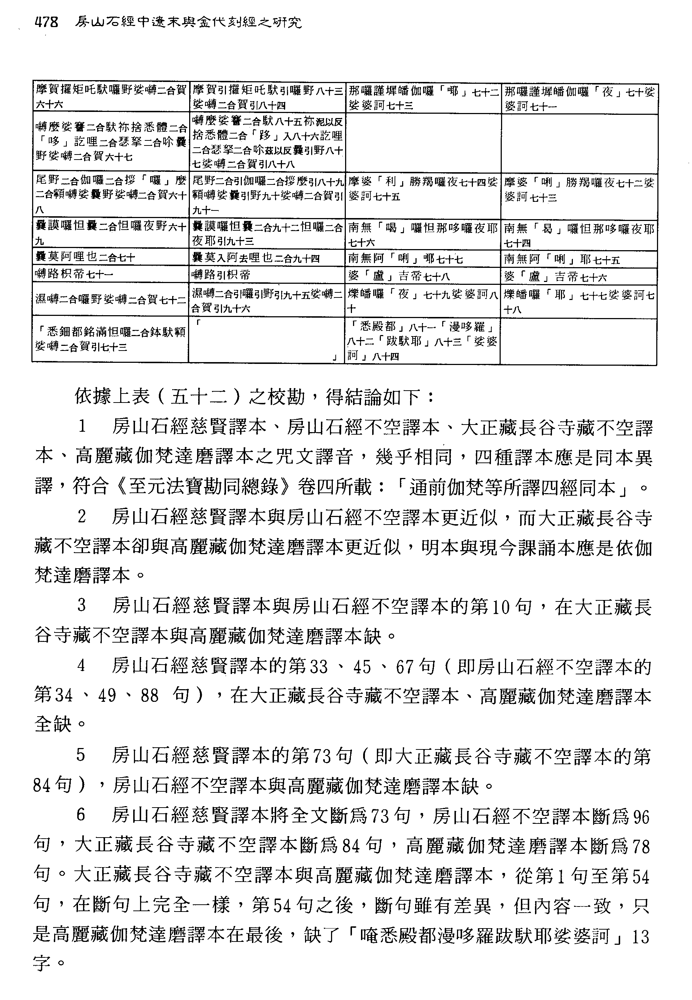 478 房山石經中遼末與金代刻經之研究
摩賀攞矩吒馱囉野娑嚩二合賀
六十六
摩賀引攞矩吒馱引囉野八十三
娑嚩二合賀引八十四
那囉謹墀皤伽囉「㖿」七十二
娑婆訶七十三
那囉謹墀皤伽囉「夜」七十娑
婆訶七十一
嚩麼娑騫二合馱祢捨悉體二合
「哆」訖哩二合瑟拏二合吤曩
野娑嚩二合賀六十七
嚩麼娑騫二合馱八十五祢泥以反
捨悉體二合「跢」入八十六訖哩
二合瑟拏二合吤茲以反曩引野八十
七娑嚩二合賀引八十八
尾野二合伽囉二合拶「囉」麼
二合額嚩娑曩野娑嚩二合賀六十
八
尾野二合引伽囉二合拶麼引八十九
額嚩娑曩引野九十娑嚩二合賀引
九十一
摩婆「利」勝羯囉夜七十四娑
婆訶七十五
摩婆「唎」勝羯囉夜七十二娑
婆訶七十三
曩謨囉怛曩二合怛囉夜野六十
九
曩謨囉怛曩二合九十二怛囉二合
夜耶引九十三
南無「喝」囉怛那哆囉夜耶
七十六
南無「曷」囉怛那哆囉夜耶
七十四
曩莫阿哩也二合七十
曩莫入阿去哩也二合九十四
南無阿「唎」㖿七十七
南無阿「唎」耶七十五
嚩路枳帝七十一
嚩路引枳帝
婆「盧」吉帝七十八
婆「盧」吉帝七十六
濕嚩二合囉野娑嚩二合賀七十二
濕嚩二合引囉引野引九十五娑嚩二
合賀引九十六
爍皤囉「夜」七十九娑婆訶八
十
爍皤囉「耶」七十七娑婆訶七
十八
「悉鈿都銘滿怛囉二合鉢馱額
娑嚩二合賀引七十三
「
」
「悉殿都」八十一「漫哆羅」
八十二「跋馱耶」八十三「娑婆
訶」八十四
依據上表(五十二)之校勘,得結論如下:
1 房山石經慈賢譯本、房山石經不空譯本、大正藏長谷寺藏不空譯
本、高麗藏伽梵達磨譯本之咒文譯音,幾乎相同,四種譯本應是同本異
譯,符合《至元法寶勘同總錄》卷四所載:「通前伽梵等所譯四經同本」。
2 房山石經慈賢譯本與房山石經不空譯本更近似,而大正藏長谷寺
藏不空譯本卻與高麗藏伽梵達磨譯本更近似,明本與現今課誦本應是依伽
梵達磨譯本。
3 房山石經慈賢譯本與房山石經不空譯本的第10句,在大正藏長
谷寺藏不空譯本與高麗藏伽梵達磨譯本缺。
4 房山石經慈賢譯本的第33、45、67句(即房山石經不空譯本的
第34、49、88 句),在大正藏長谷寺藏不空譯本、高麗藏伽梵達磨譯本
全缺。
5 房山石經慈賢譯本的第73句(即大正藏長谷寺藏不空譯本的第
84句),房山石經不空譯本與高麗藏伽梵達磨譯本缺。
6 房山石經慈賢譯本將全文斷爲73句,房山石經不空譯本斷爲96
句,大正藏長谷寺藏不空譯本斷爲84句,高麗藏伽梵達磨譯本斷爲78
句。大正藏長谷寺藏不空譯本與高麗藏伽梵達磨譯本,從第1句至第54
句,在斷句上完全一樣,第54句之後,斷句雖有差異,但內容一致,只
是高麗藏伽梵達磨譯本在最後,缺了「唵悉殿都漫哆羅跋馱耶娑婆訶」13
字。